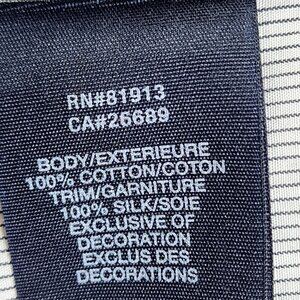 RN#81913
CA#26689
BODY/EXTERIEURE
100% COTTON/COTON
TRIM/GARNITURE
100% SILK/SOIE
EXCLUSIVE OF
DECORATION
EXCLUS DES
DECORATIONS